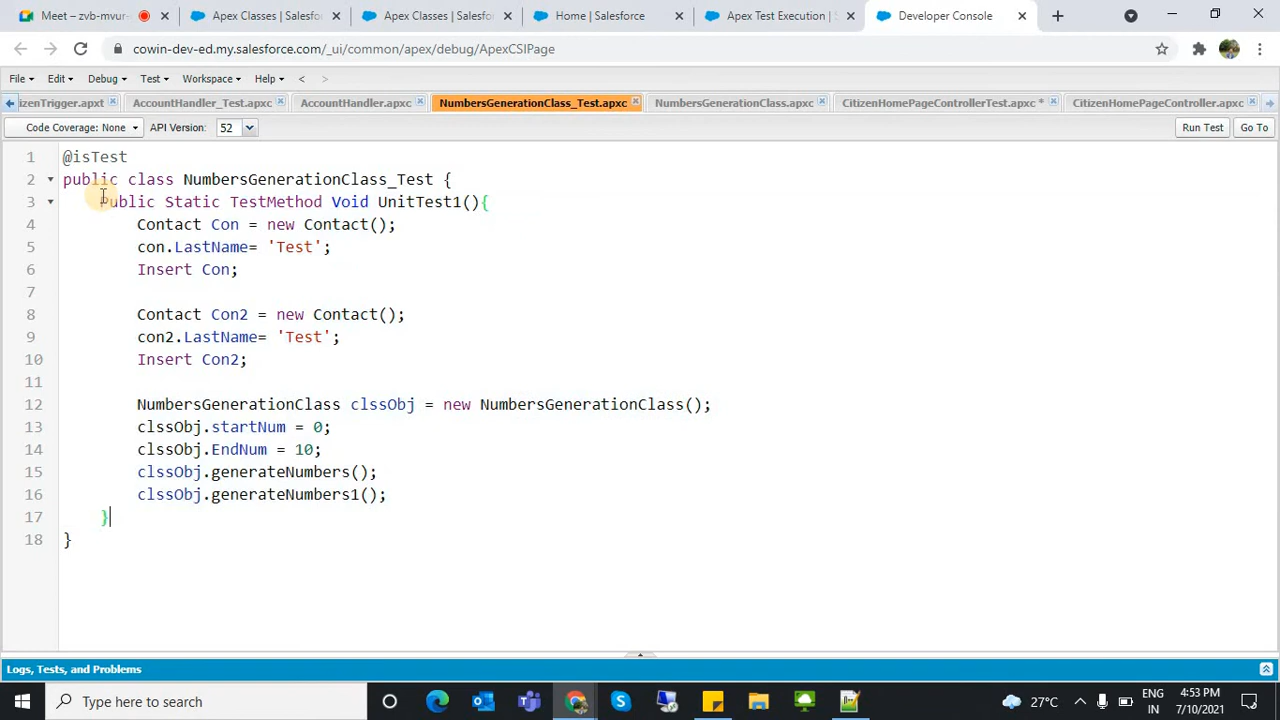 Meet – zvb-mvur-
Apex Classes | Salesf
Apex Classes | Salesf
Home | Salesforce
Apex Test Execution |
Developer Console
cowin-dev-ed.my.salesforce.com/_ui/common/apex/debug/ApexCSIPage
File Edit Debug Test Workspace Help < >
izenTrigger.apxt AccountHandler_Test.apxc AccountHandler.apxc NumbersGenerationClass_Test.apxc NumbersGenerationClass.apxc CitizenHomePageControllerTest.apxc * CitizenHomePageController.apxc
Code Coverage: None API Version: 52 Run Test Go To
1 @isTest
2 public class NumbersGenerationClass_Test {
3 Public Static TestMethod Void UnitTest1(){
4 Contact Con = new Contact();
5 con.LastName= 'Test';
6 Insert Con;
7
8 Contact Con2 = new Contact();
9 con2.LastName= 'Test';
10 Insert Con2;
11
12 NumbersGenerationClass clssObj = new NumbersGenerationClass();
13 clssObj.startNum = 0;
14 clssObj.EndNum = 10;
15 clssObj.generateNumbers();
16 clssObj.generateNumbers1();
17 }
18 }
Logs, Tests, and Problems
Type here to search
27°C
ENG
IN
4:53 PM
7/10/2021